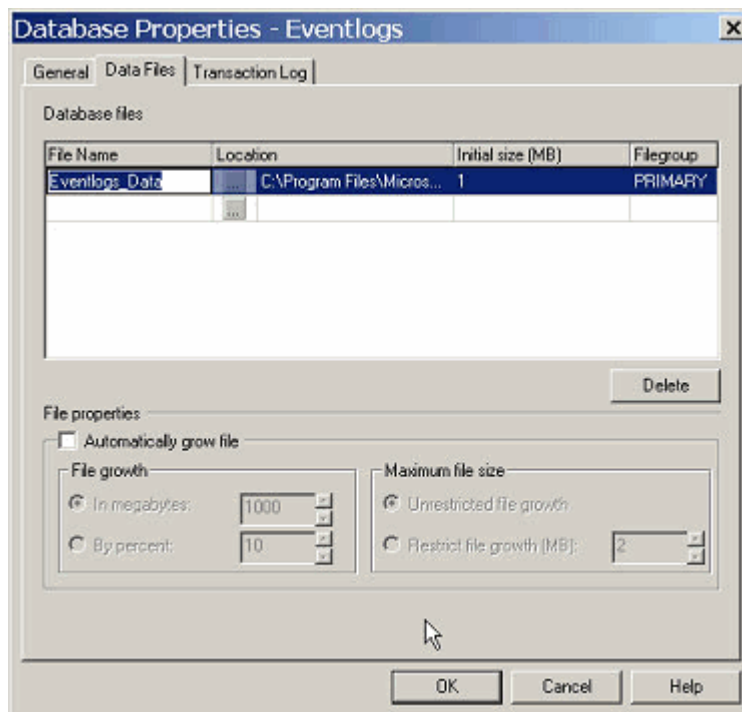 Database Properties - Eventlogs
General Data Files Transaction Log
Database files
File Name Location Initial size (MB) Filegroup
Eventlogs_Data ... C:\Program Files\Micros... 1 PRIMARY
...
Delete
File properties
Automatically grow file
File growth Maximum file size
In megabytes: 1000 Unrestricted file growth
By percent: 10 Restrict file growth (MB): 2
OK Cancel Help